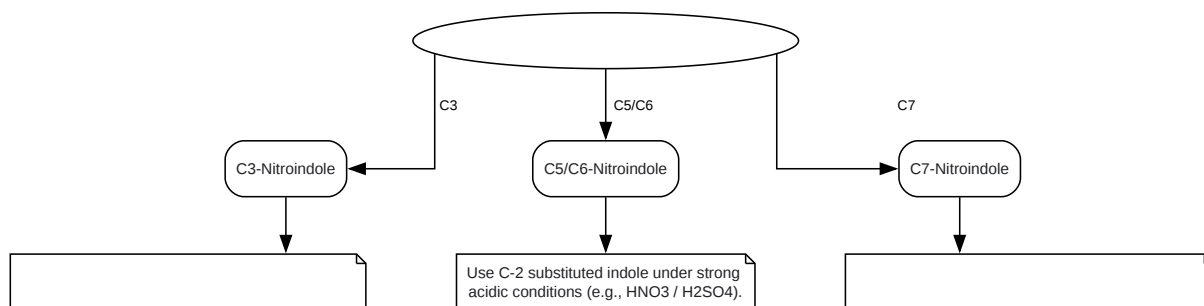 C3
C5/C6
C7
C3-Nitroindole
C5/C6-Nitroindole
C7-Nitroindole
Use C-2 substituted indole under strong
acidic conditions (e.g., HNO3 / H2SO4).